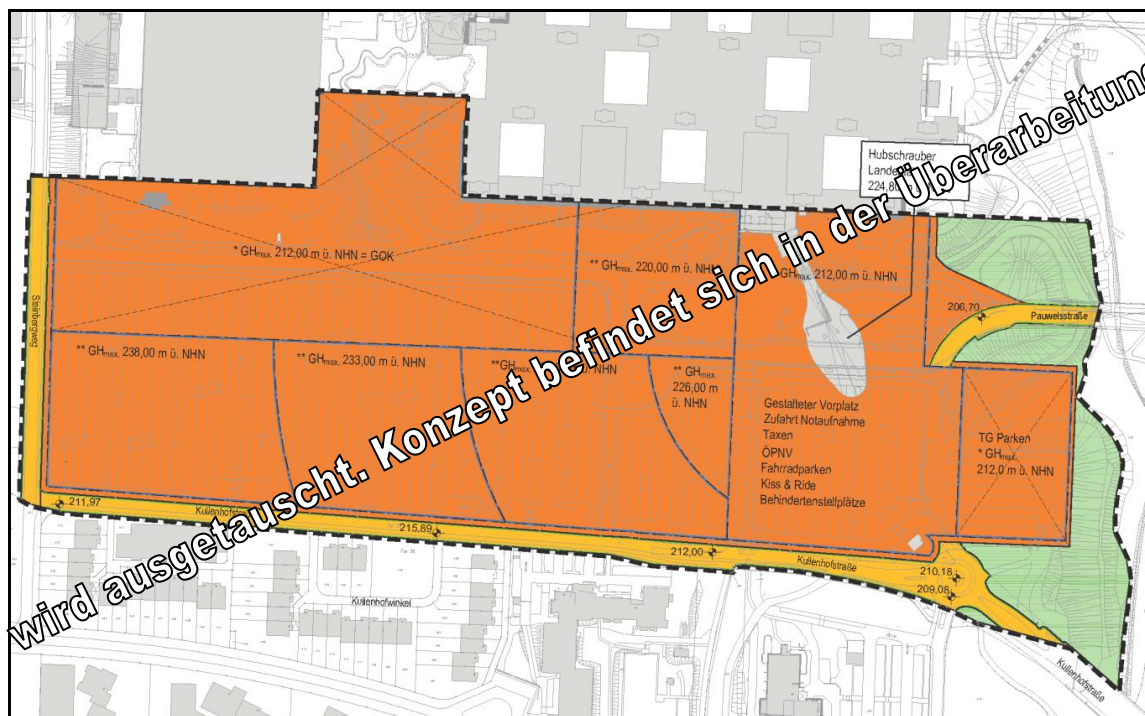 wird ausgetauscht. Konzept befindet sich in der Überarbeitung
Hubschrauber
224,80
* GHmax. 212,00 m ü. NHN = GOK
** GHmax. 220,00 m ü. NHN
GHmax. 212,00 m ü. NHN
206,70
Pauwelsstraße
Steinbergweg
** GHmax. 238,00 m ü. NHN
** GHmax. 233,00 m ü. NHN
**GHmax. ü. NHN
** GHmax.
226,00 m
ü. NHN
Gestalteter Vorplatz
Zufahrt Notaufnahme
Taxen
ÖPNV
Fahrradparken
Kiss & Ride
Behindertenstellplätze
TG Parken
* GHmax.
212,0 m ü. NHN
211,97
215,89
212,00
Kullenhofstraße
210,18
209,08
Kullenhofwinkel
Kullenhofstraße